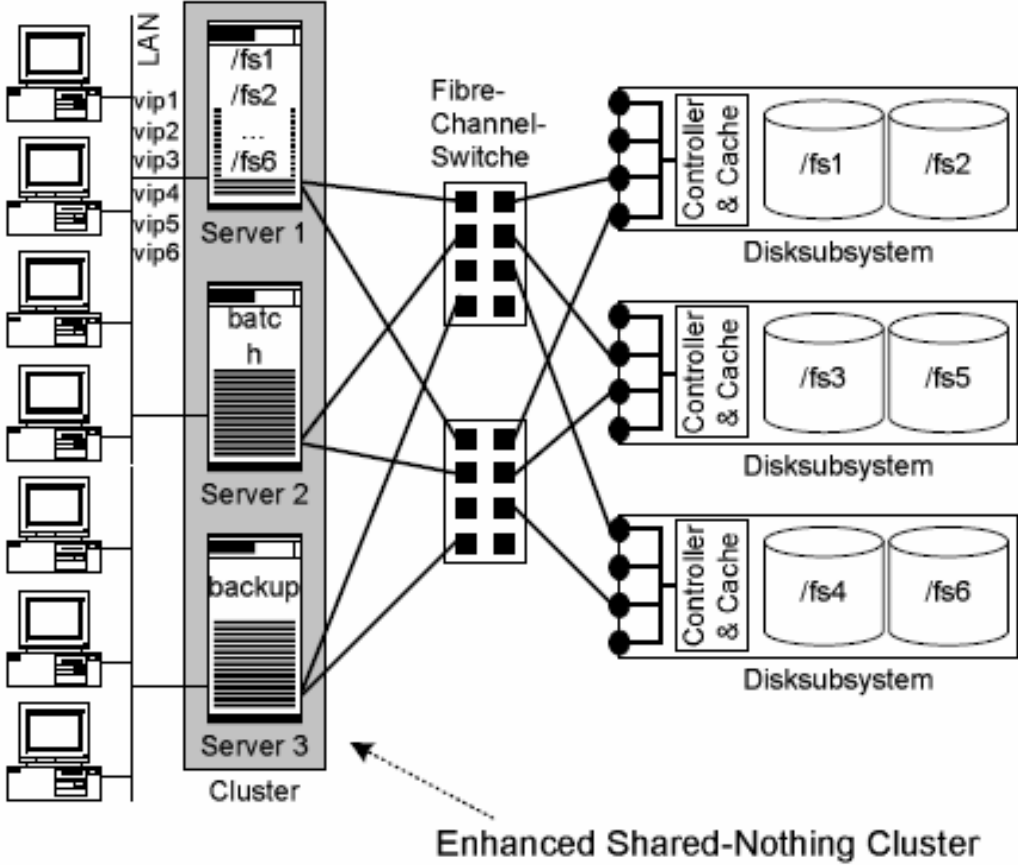 LAN
vip1
vip2
vip3
vip4
vip5
vip6
/fs1
/fs2
...
/fs6
Server 1
batc
h
Server 2
backup
Server 3
Cluster
Fibre-
Channel-
Switche
Controller
& Cache
/fs1
/fs2
Disksubsystem
Controller
& Cache
/fs3
/fs5
Disksubsystem
Controller
& Cache
/fs4
/fs6
Disksubsystem
Enhanced Shared-Nothing Cluster